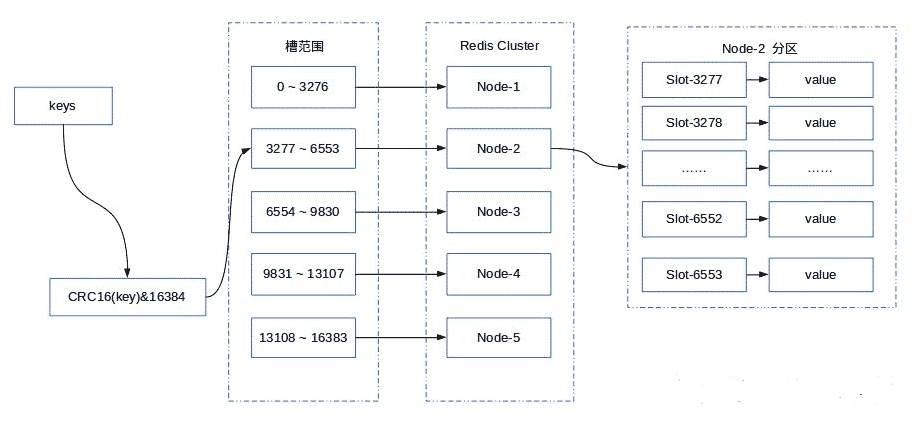 keys
CRC16(key)&16384
槽范围
0 ~ 3276
3277 ~ 6553
6554 ~ 9830
9831 ~ 13107
13108 ~ 16383
Redis Cluster
Node-1
Node-2
Node-3
Node-4
Node-5
Node-2 分区
Slot-3277
value
Slot-3278
value
......
......
Slot-6552
value
Slot-6553
value